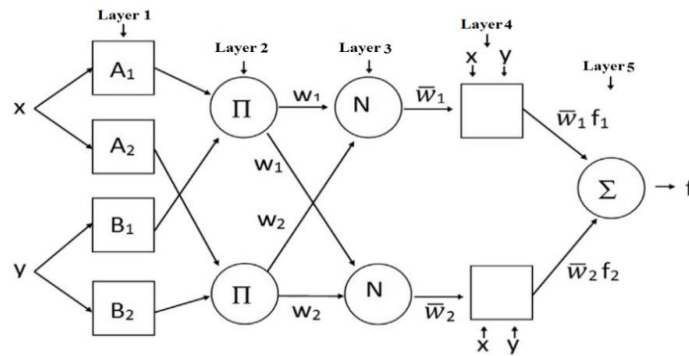 Layer 1
Layer 2
Layer 3
Layer 4
Layer 5
x
A₁
A₂
y
B₁
B₂
Π
Π
w₁
w₁
w₂
w₂
N
N
w̅₁
w̅₂
x y
x y
w̅₁ f₁
w̅₂ f₂
Σ
f